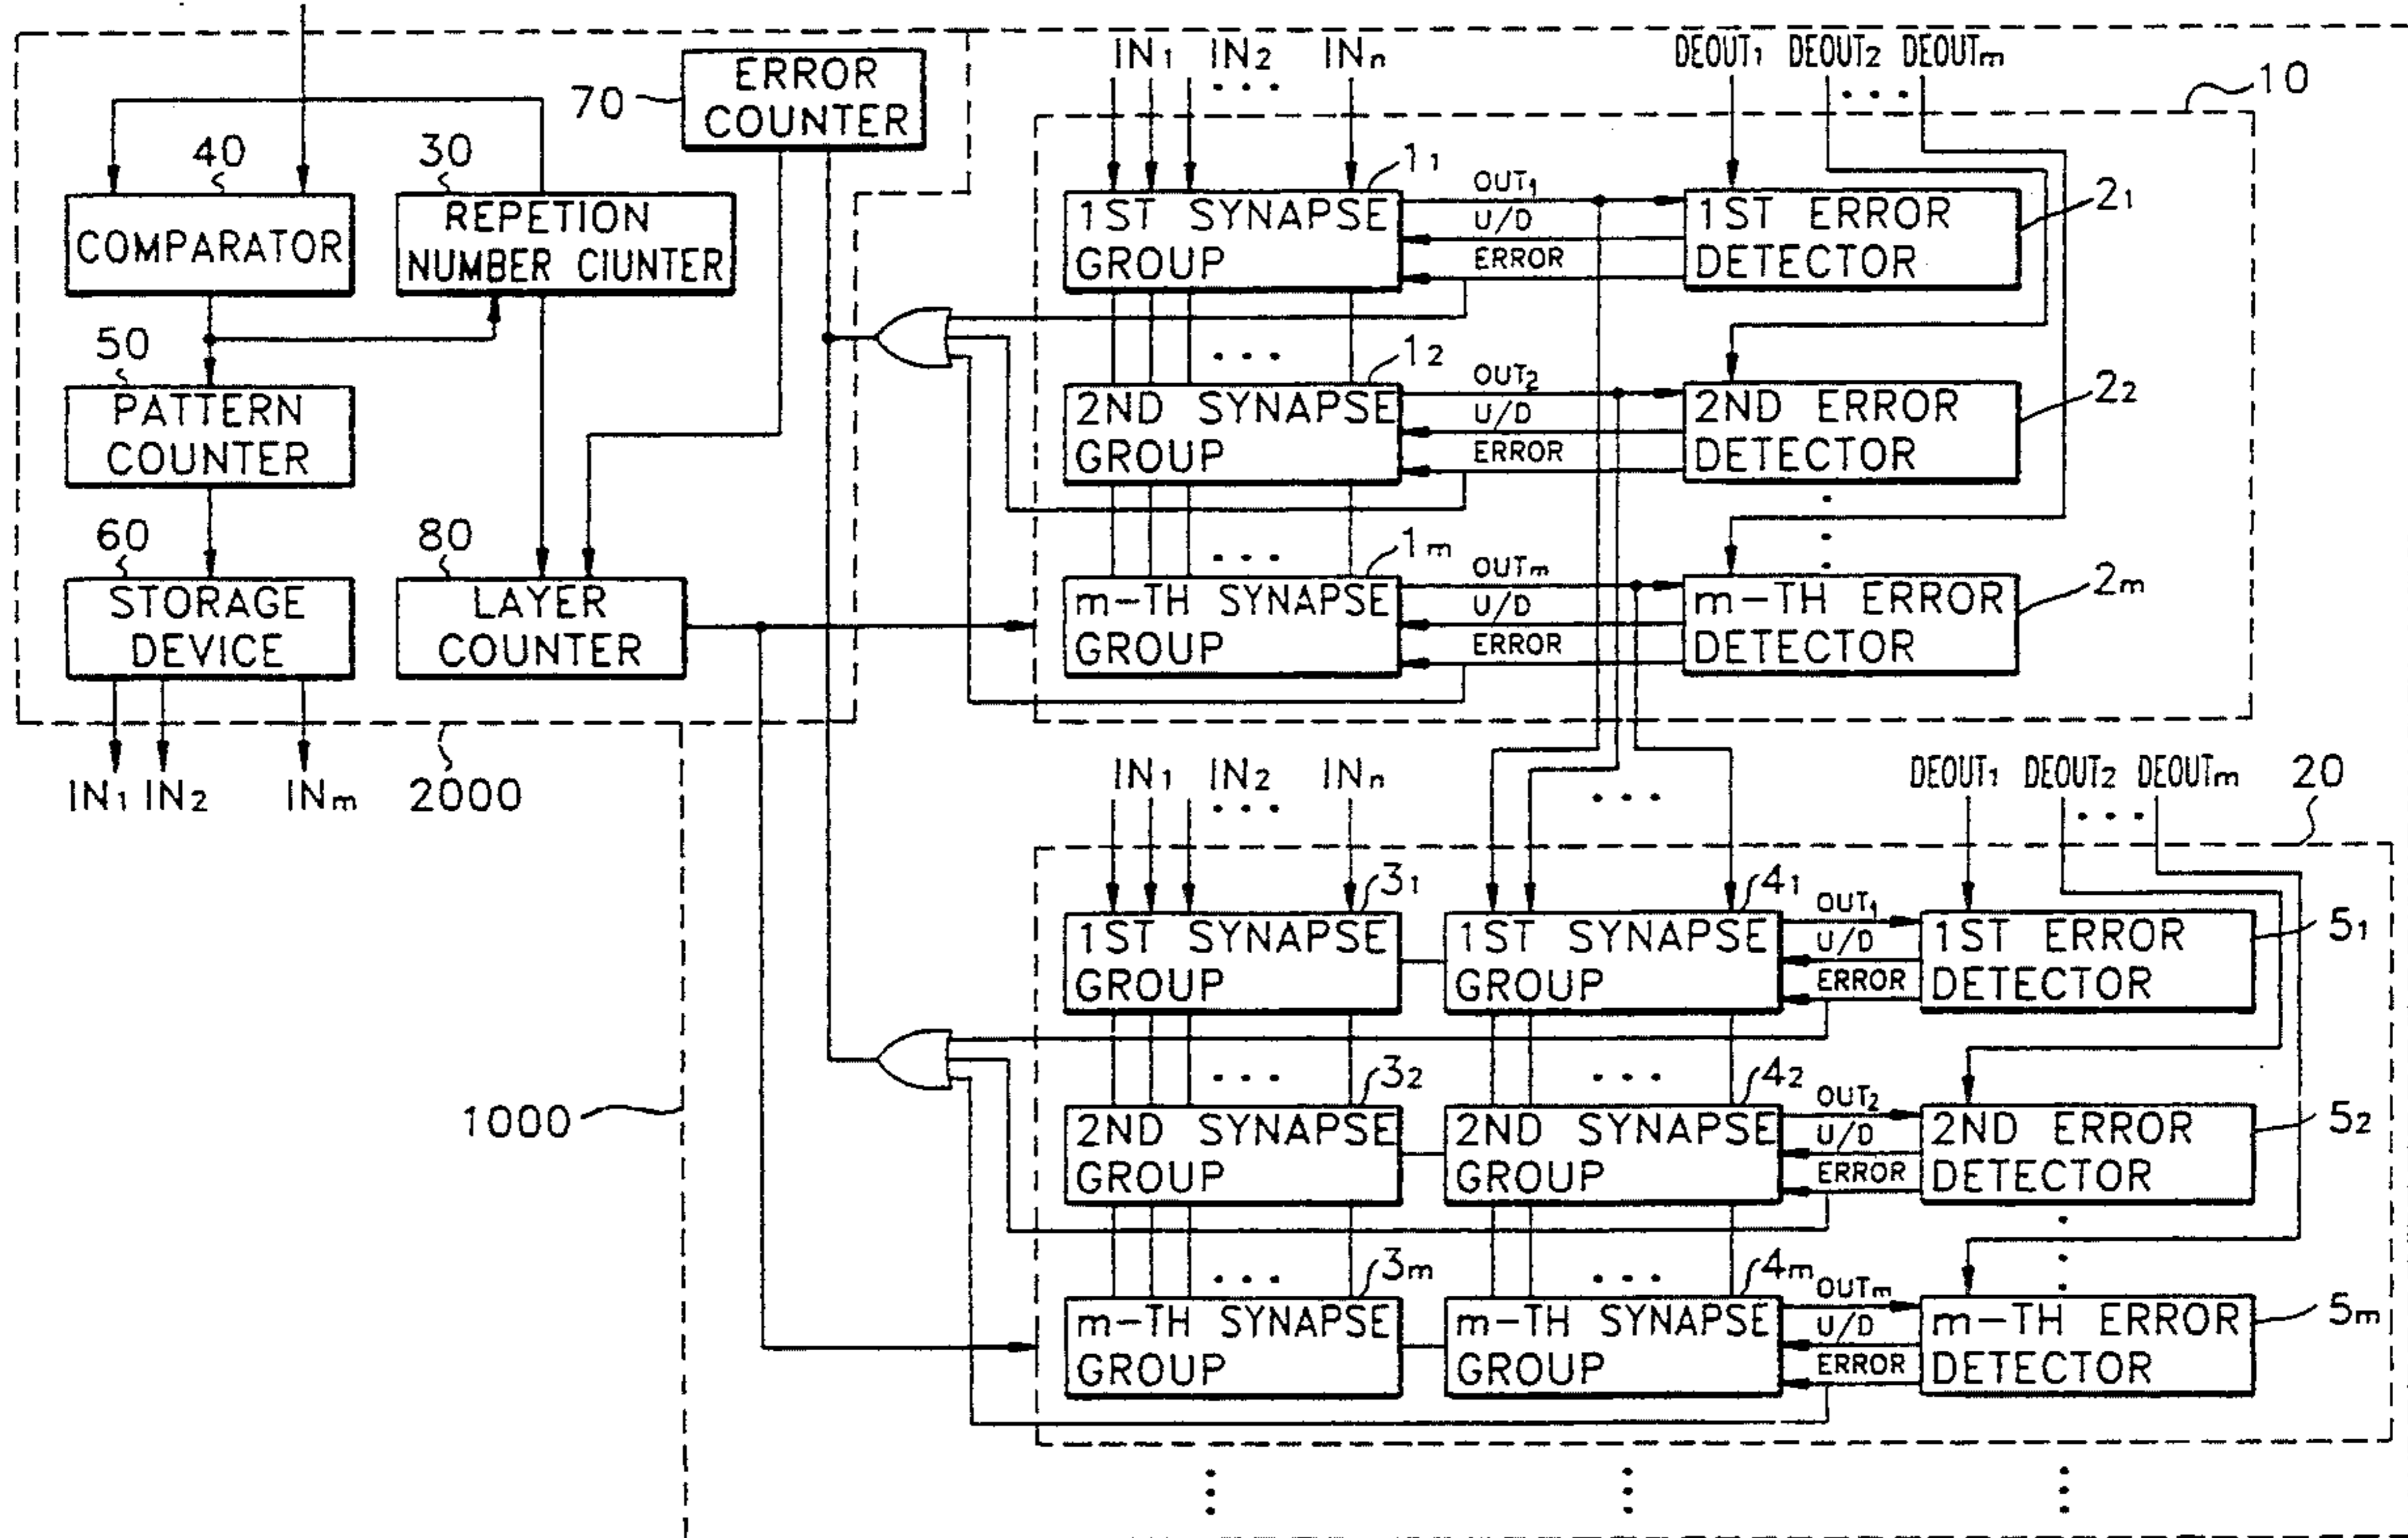 ERROR
COUNTER
70
40
COMPARATOR
30
REPETION
NUMBER CIUNTER
50
PATTERN
COUNTER
60
STORAGE
DEVICE
80
LAYER
COUNTER
IN1 IN2 INm
2000
1000
IN1 IN2 ... INn
DEOUT1 DEOUT2 ... DEOUTm
10
11
1ST SYNAPSE
GROUP
OUT1
U/D
ERROR
1ST ERROR
DETECTOR
21
...
12
2ND SYNAPSE
GROUP
OUT2
U/D
ERROR
2ND ERROR
DETECTOR
22
...
1m
m-TH SYNAPSE
GROUP
OUTm
U/D
ERROR
m-TH ERROR
DETECTOR
2m
IN1 IN2 ... INn
...
DEOUT1 DEOUT2 ... DEOUTm
20
31
1ST SYNAPSE
GROUP
41
1ST SYNAPSE
GROUP
OUT1
U/D
ERROR
1ST ERROR
DETECTOR
51
...
32
2ND SYNAPSE
GROUP
...
42
2ND SYNAPSE
GROUP
OUT2
U/D
ERROR
2ND ERROR
DETECTOR
52
...
3m
m-TH SYNAPSE
GROUP
...
4m
m-TH SYNAPSE
GROUP
OUTm
U/D
ERROR
m-TH ERROR
DETECTOR
5m